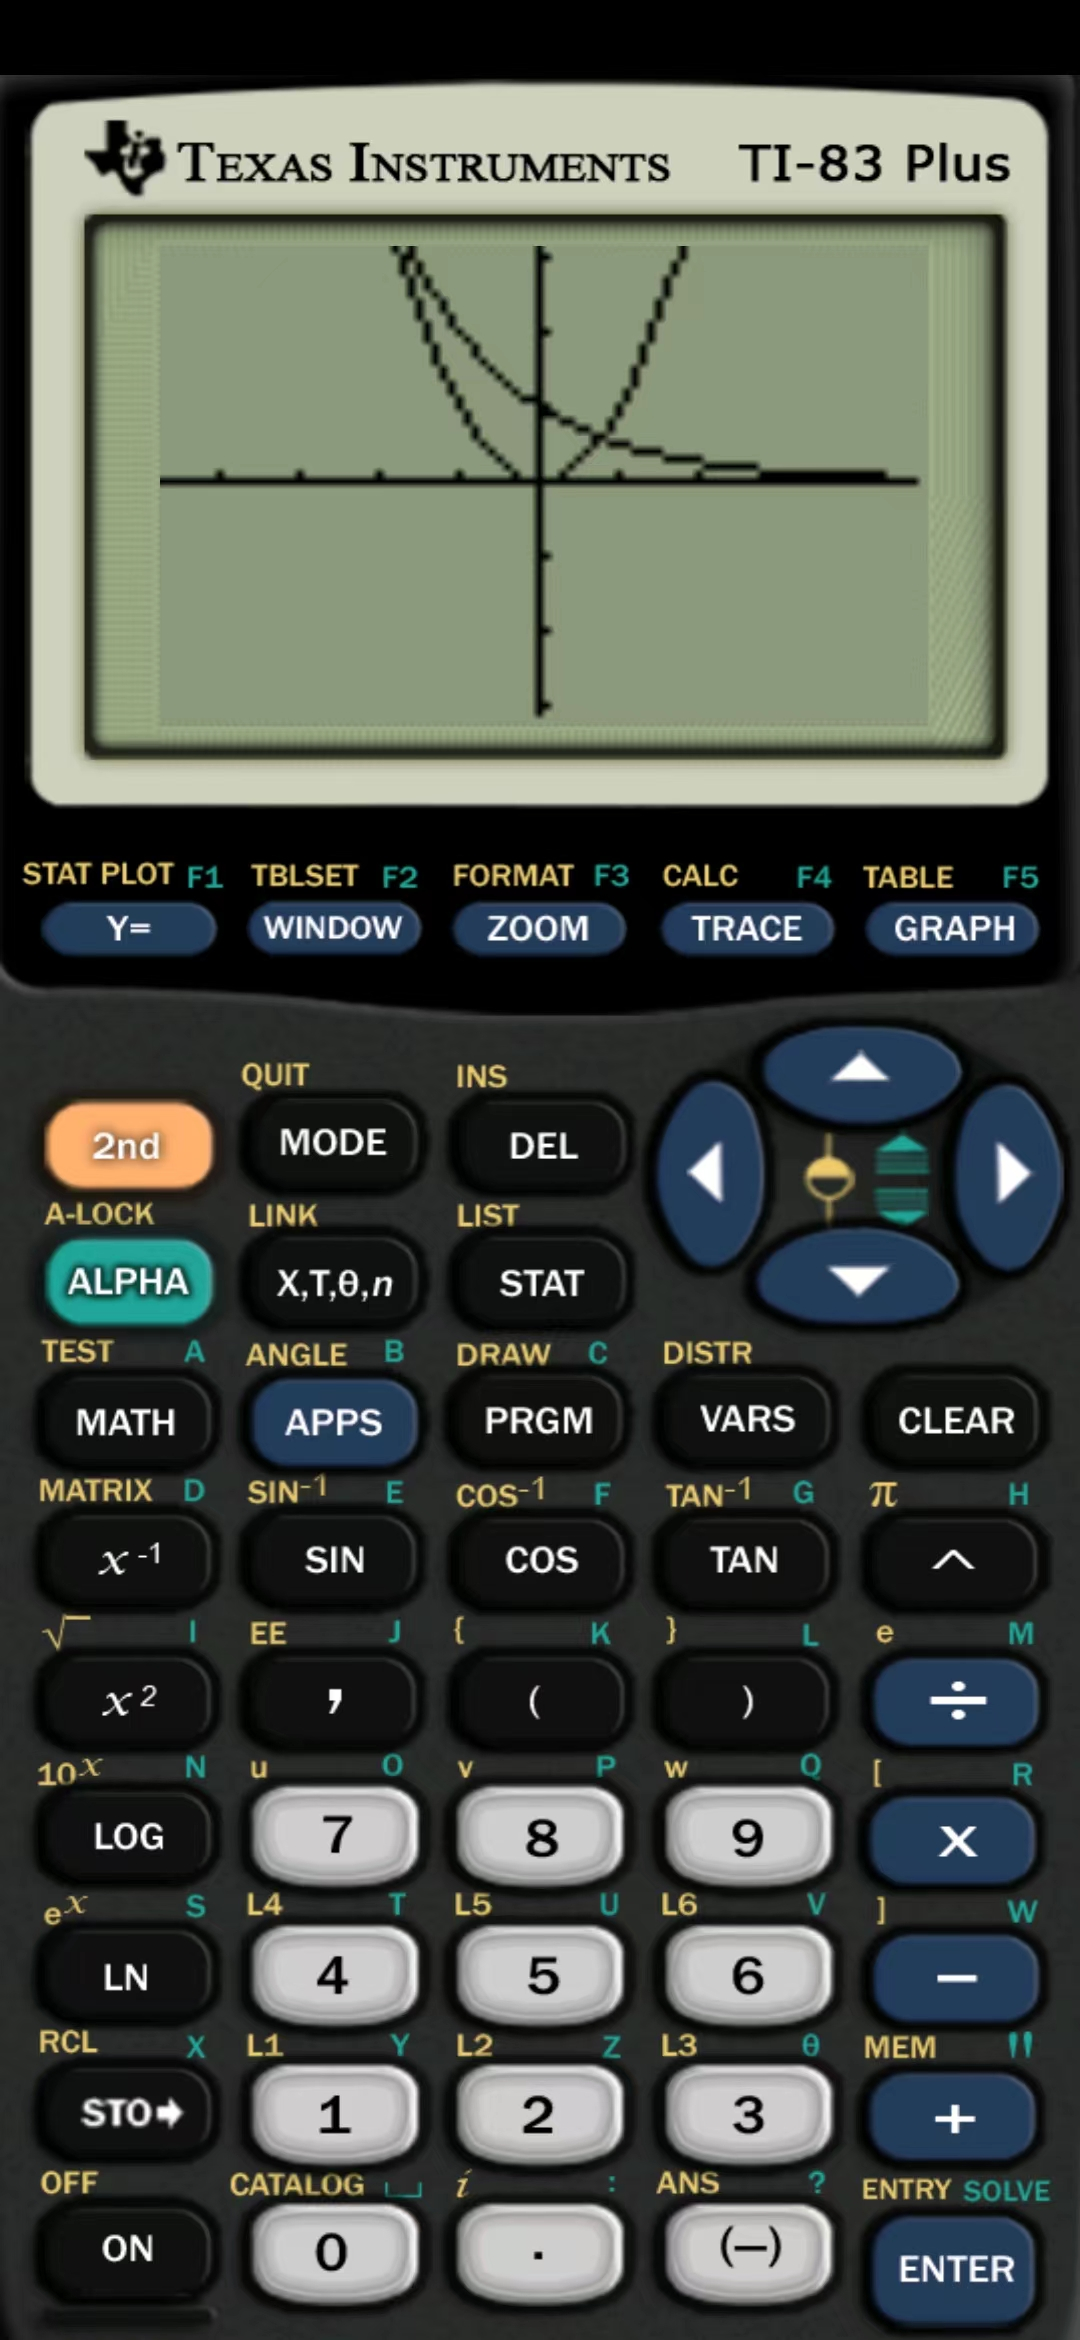 TEXAS INSTRUMENTS TI-83 Plus
STAT PLOT F1 TBLSET F2 FORMAT F3 CALC F4 TABLE F5
Y= WINDOW ZOOM TRACE GRAPH
QUIT INS
2nd MODE DEL
A-LOCK LINK LIST
ALPHA X,T,θ,n STAT
TEST A ANGLE B DRAW C DISTR
MATH APPS PRGM VARS CLEAR
MATRIX D SIN⁻¹ E COS⁻¹ F TAN⁻¹ G π H
x⁻¹ SIN COS TAN ^
√ I EE J { K } L e M
x² , ( ) ÷
10ˣ N u O v P w Q [ R
LOG 7 8 9 ×
eˣ S L4 T L5 U L6 V ] W
LN 4 5 6 −
RCL X L1 Y L2 Z L3 θ MEM "
STO➡ 1 2 3 +
OFF CATALOG ⎵ i : ANS ? ENTRY SOLVE
ON 0 . (−) ENTER